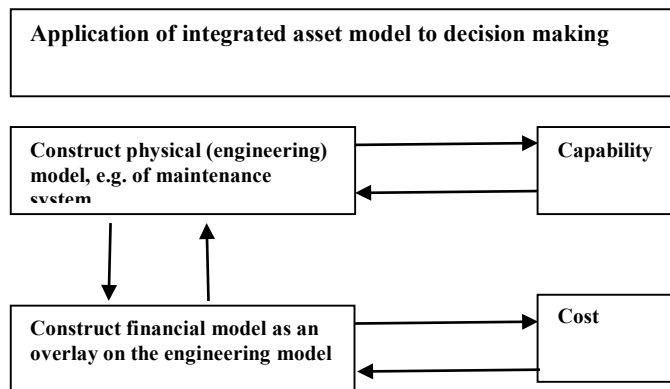 Application of integrated asset model to decision making
Construct physical (engineering)
Capability
model, e.g. of maintenance
system
Construct financial model as an
Cost
overlay on the engineering model